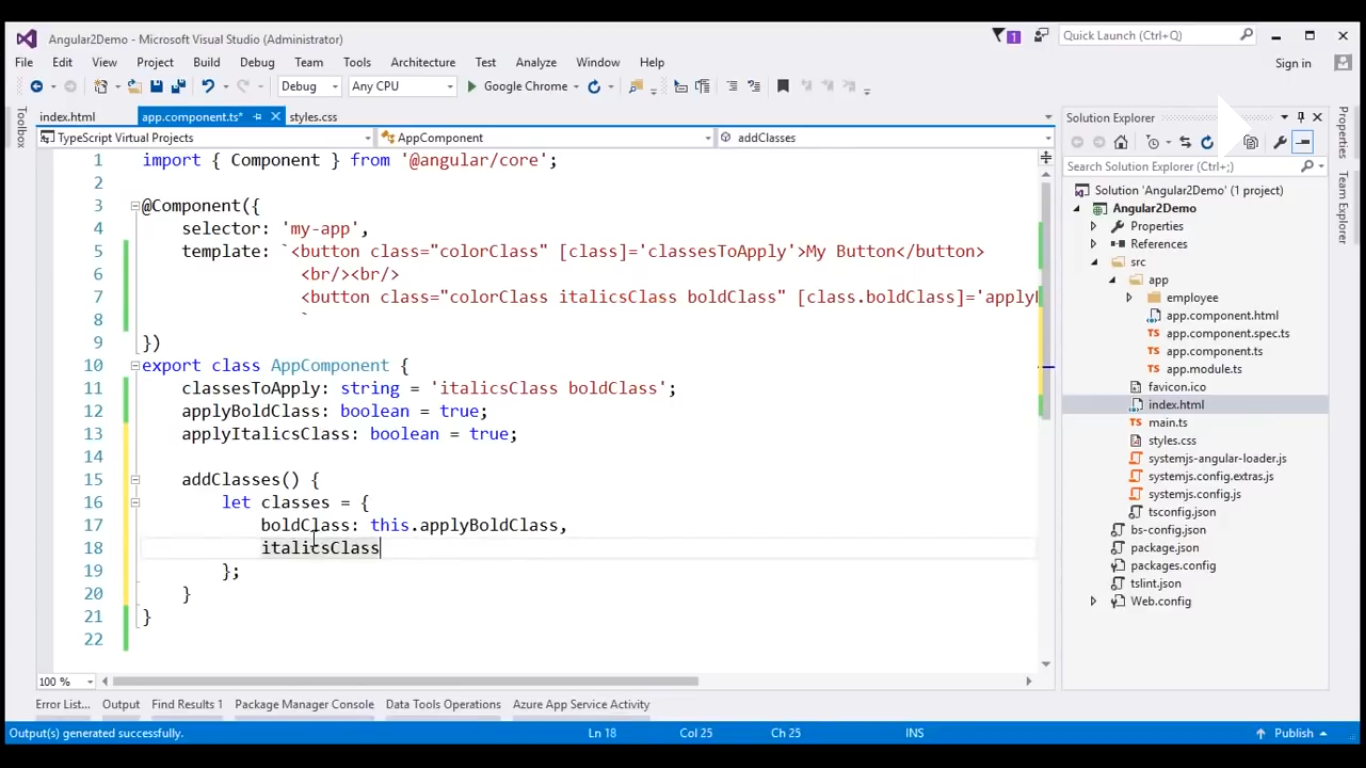 Angular2Demo - Microsoft Visual Studio (Administrator)
1
Quick Launch (Ctrl+Q)
File Edit View Project Build Debug Team Tools Architecture Test Analyze Window Help
Sign in
Debug Any CPU Google Chrome
index.html app.component.ts* styles.css
TypeScript Virtual Projects AppComponent addClasses
1 import { Component } from '@angular/core';
2
3 @Component({
4 selector: 'my-app',
5 template: `<button class="colorClass" [class]='classesToApply'>My Button</button>
6 <br/><br/>
7 <button class="colorClass italicsClass boldClass" [class.boldClass]='apply
8 `
9 })
10 export class AppComponent {
11 classesToApply: string = 'italicsClass boldClass';
12 applyBoldClass: boolean = true;
13 applyItalicsClass: boolean = true;
14
15 addClasses() {
16 let classes = {
17 boldClass: this.applyBoldClass,
18 italicsClass
19 };
20 }
21 }
22
100 %
Toolbox
Solution Explorer
Search Solution Explorer (Ctrl+;)
Solution 'Angular2Demo' (1 project)
Angular2Demo
Properties
References
src
app
employee
app.component.html
app.component.spec.ts
app.component.ts
app.module.ts
favicon.ico
index.html
main.ts
styles.css
systemjs-angular-loader.js
systemjs.config.extras.js
systemjs.config.js
tsconfig.json
bs-config.json
package.json
packages.config
tslint.json
Web.config
Properties
Team Explorer
Error List... Output Find Results 1 Package Manager Console Data Tools Operations Azure App Service Activity
Output(s) generated successfully. Ln 18 Col 25 Ch 25 INS Publish